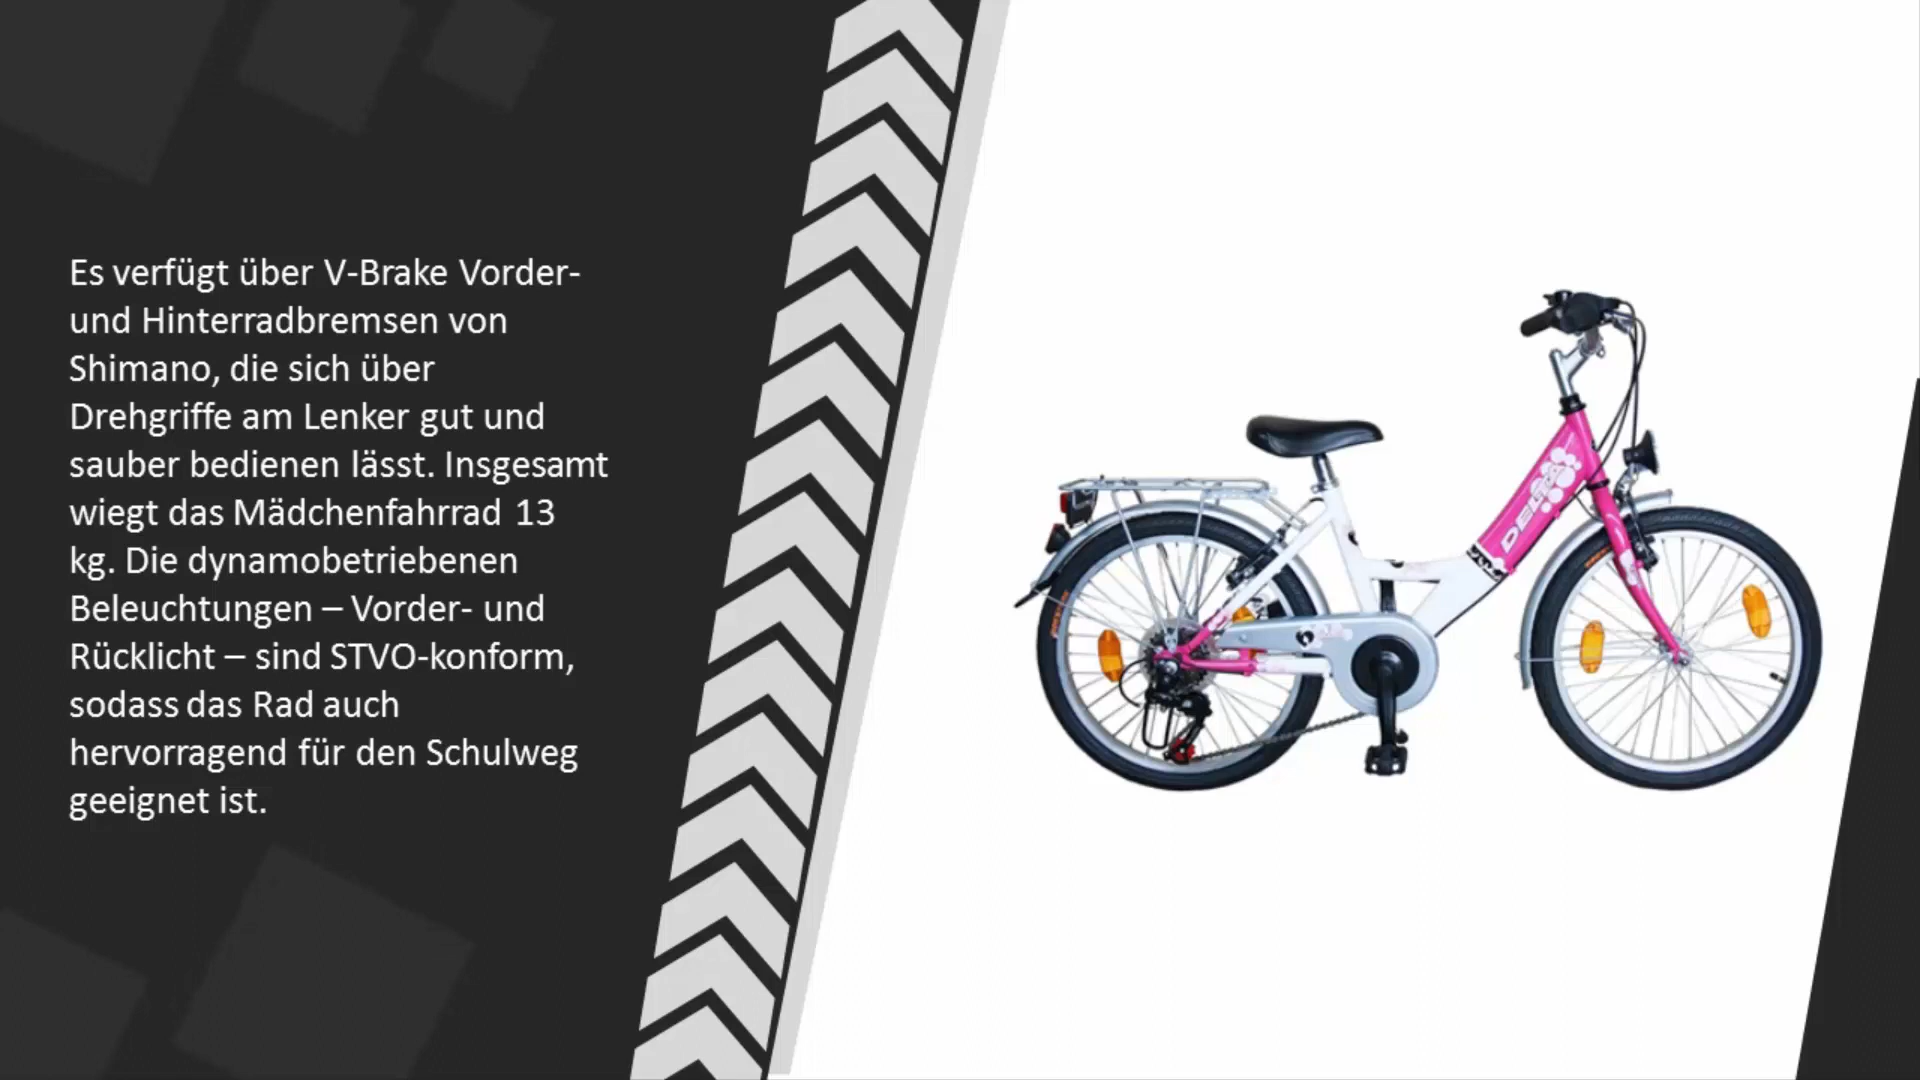 Es verfügt über V-Brake Vorder-
und Hinterradbremsen von
Shimano, die sich über
Drehgriffe am Lenker gut und
sauber bedienen lässt. Insgesamt
wiegt das Mädchenfahrrad 13
kg. Die dynamobetriebenen
Beleuchtungen – Vorder- und
Rücklicht – sind STVO-konform,
sodass das Rad auch
hervorragend für den Schulweg
geeignet ist.